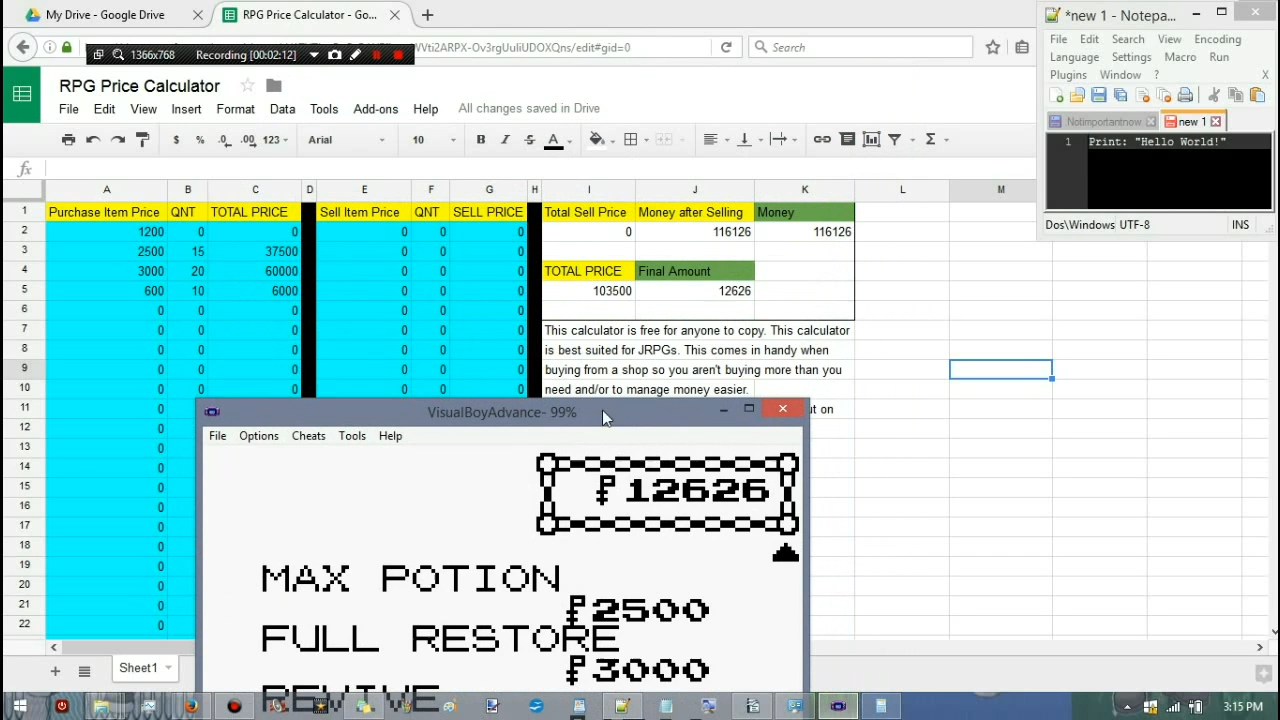 My Drive - Google Drive
RPG Price Calculator - Go...
*new 1 - Notepa...
1366x768
Recording [00:02:12]
Vti2ARPX-Ov3rgUuIiUDOXQns/edit#gid=0
Search
File Edit Search View Encoding
Language Settings Macro Run
Plugins Window ? X
RPG Price Calculator
File Edit View Insert Format Data Tools Add-ons Help
All changes saved in Drive
Notimportantnow
new 1
1 Print: "Hello World!"
$ % .0 .00 123 Arial 10 B I S A
fx
Dos\Windows UTF-8 INS
A B C D E F G H I J K L M
1 Purchase Item Price QNT TOTAL PRICE Sell Item Price QNT SELL PRICE Total Sell Price Money after Selling Money
2 1200 0 0 0 0 0 0 116126 116126
3 2500 15 37500 0 0 0
4 3000 20 60000 0 0 0 TOTAL PRICE Final Amount
5 600 10 6000 0 0 0 103500 12626
6 0 0 0 0 0 0
7 0 0 0 0 0 0 This calculator is free for anyone to copy. This calculator
8 0 0 0 0 0 0 is best suited for JRPGs. This comes in handy when
9 0 0 0 0 0 0 buying from a shop so you aren't buying more than you
10 0 0 0 0 0 0 need and/or to manage money easier.
11 0 ut on
VisualBoyAdvance- 99%
12 0
File Options Cheats Tools Help
13 0
14 0
15 0
₽12626
16 0
17 0
18 0
19 0
MAX POTION
20 0
₽2500
21 0
FULL RESTORE
22 0
₽3000
Sheet1
REVIVE
3:15 PM